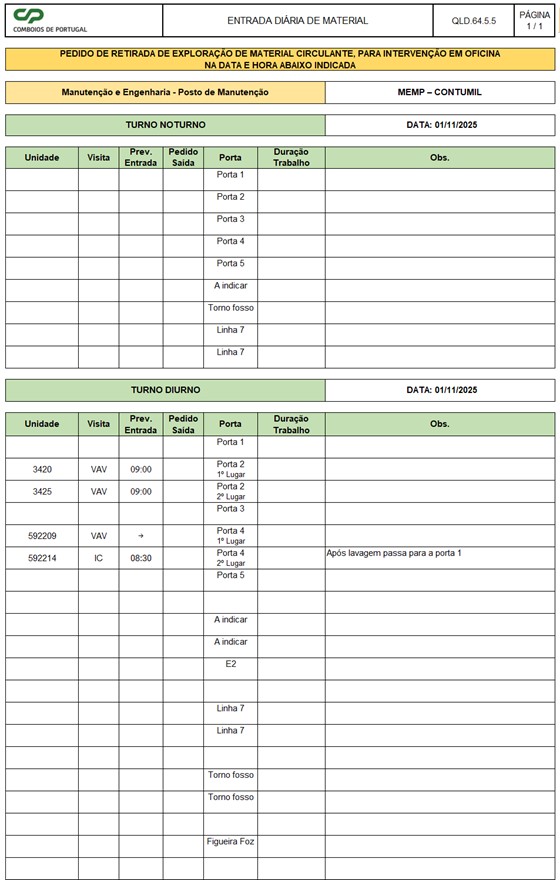 CP
COMBOIOS DE PORTUGAL
ENTRADA DIÁRIA DE MATERIAL
QLD.64.5.5
PÁGINA
1 / 1
PEDIDO DE RETIRADA DE EXPLORAÇÃO DE MATERIAL CIRCULANTE, PARA INTERVENÇÃO EM OFICINA
NA DATA E HORA ABAIXO INDICADA
Manutenção e Engenharia - Posto de Manutenção MEMP – CONTUMIL
TURNO NOTURNO DATA: 01/11/2025
Unidade Visita Prev. Entrada Pedido Saída Porta Duração Trabalho Obs.
Porta 1
Porta 2
Porta 3
Porta 4
Porta 5
A indicar
Torno fosso
Linha 7
Linha 7
TURNO DIURNO DATA: 01/11/2025
Unidade Visita Prev. Entrada Pedido Saída Porta Duração Trabalho Obs.
Porta 1
3420 VAV 09:00 Porta 2 1º Lugar
3425 VAV 09:00 Porta 2 2º Lugar
Porta 3
592209 VAV → Porta 4 1º Lugar
592214 IC 08:30 Porta 4 2º Lugar Após lavagem passa para a porta 1
Porta 5
A indicar
A indicar
E2
Linha 7
Linha 7
Torno fosso
Torno fosso
Figueira Foz